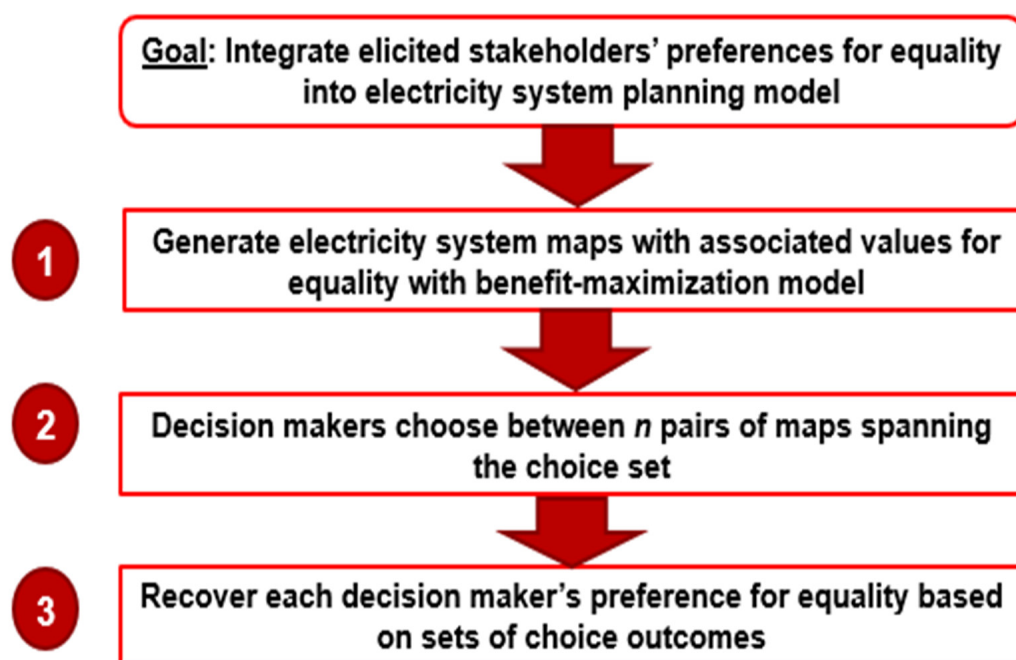 Goal: Integrate elicited stakeholders' preferences for equality
into electricity system planning model
1
Generate electricity system maps with associated values for
equality with benefit-maximization model
2
Decision makers choose between n pairs of maps spanning
the choice set
3
Recover each decision maker's preference for equality based
on sets of choice outcomes